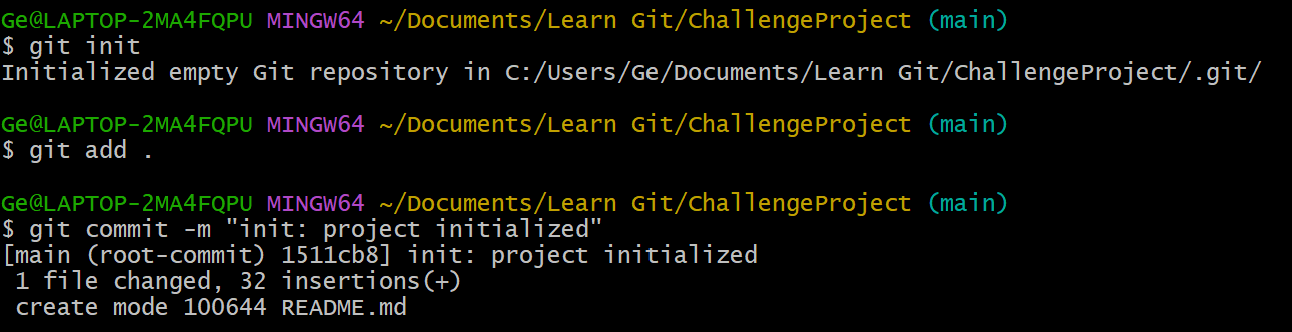 Ge@LAPTOP-2MA4FQPU MINGW64 ~/Documents/Learn Git/ChallengeProject (main)
$ git init
Initialized empty Git repository in C:/Users/Ge/Documents/Learn Git/ChallengeProject/.git/
Ge@LAPTOP-2MA4FQPU MINGW64 ~/Documents/Learn Git/ChallengeProject (main)
$ git add .
Ge@LAPTOP-2MA4FQPU MINGW64 ~/Documents/Learn Git/ChallengeProject (main)
$ git commit -m "init: project initialized"
[main (root-commit) 1511cb8] init: project initialized
 1 file changed, 32 insertions(+)
 create mode 100644 README.md